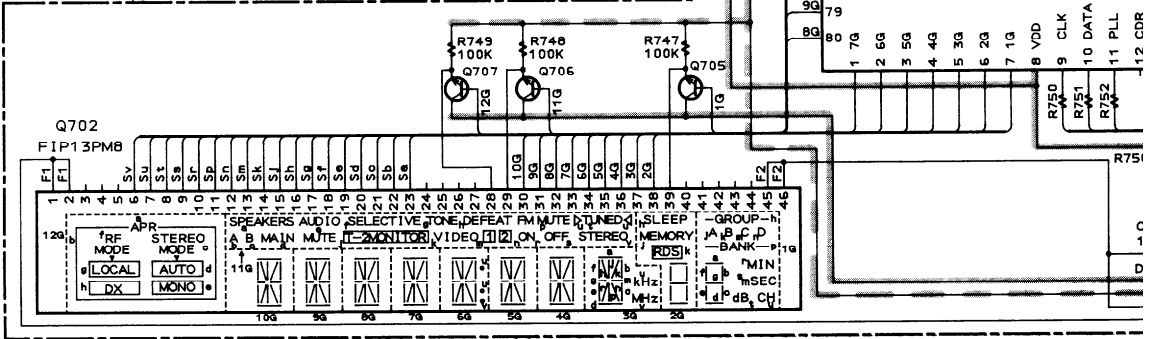 9G 79
8G 80
1 7G
2 6G
3 5G
4 4G
5 3G
6 2G
7 1G
8 VDD
9 CLK
10 DATA
11 PLL
12 CDR
R749
100K
R748
100K
R747
100K
Q707
Q706
Q705
12G
11G
1G
R750
R751
R752
Q702
FIP13PM8
F1
F1
Sv
Su
St
Ss
Sr
Sp
Sn
Sm
Sk
Sj
Sh
Sg
Sf
Se
Sd
Sc
Sb
Sa
10G
9G
8G
7G
6G
5G
4G
3G
2G
F2
F2
1 2 3 4 5 6 7 8 9 10 11 12 13 14 15 16 17 18 19 20 21 22 23 24 25 26 27 28 29 30 31 32 33 34 35 36 37 38 39 40 41 42 43 44 45 46
12G
APR
RF MODE
STEREO MODE
LOCAL
AUTO
DX
MONO
SPEAKERS AUDIO SELECTIVE TONE DEFEAT FM MUTE TUNED SLEEP GROUP
A B MAIN MUTE T-2MONITOR VIDEO 1 2 ON OFF STEREO MEMORY A B C D
BANK
1G
11G
RDS
MIN
kHz
mSEC
MHz
dB CH
10G 9G 8G 7G 6G 5G 4G 3G 2G